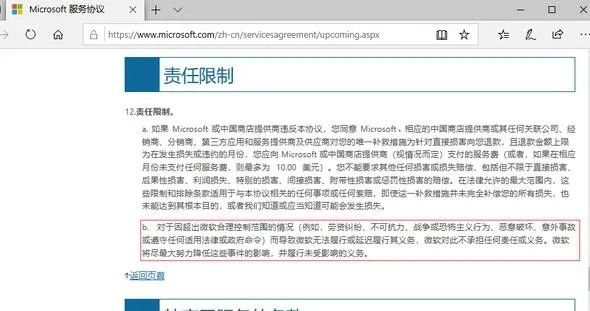 Microsoft 服务协议
https://www.microsoft.com/zh-cn/servicesagreement/upcoming.aspx
责任限制
12.责任限制。
a. 如果 Microsoft 或中国商店提供商违反本协议，您同意 Microsoft、相应的中国商店提供商或其任何关联公司、经
销商、分销商、第三方应用和服务提供商及供应商对您的唯一补救措施为针对直接损害向您退款，且退款金额上限
为在发生损失或违约的月份，您应向 Microsoft 或中国商店提供商（视情况而定）支付的服务费（或者，如果在相应
月份未支付任何服务费，则最多为 10.00 美元）。您不能要求其他任何损害或损失赔偿，包括但不限于直接损害、
后果性损害、利润损失、特别的损害、间接损害、附带性损害或惩罚性损害的赔偿。在法律允许的最大范围内，这
些限制和排除条款适用于与本协议相关的任何事项或任何索赔，即使这一补救措施并未完全补偿您的所有损失，也
未能达到其根本目的，或者我们知道或应当知道可能会发生损失。
b. 对于因超出微软合理控制范围的情况（例如，劳资纠纷、不可抗力、战争或恐怖主义行为、恶意破坏、意外事故
或遵守任何适用法律或政府命令）而导致微软无法履行或延迟履行其义务，微软对此不承担任何责任或义务。微软
将尽最大努力降低这些事件的影响，并履行未受影响的义务。
↑返回页首